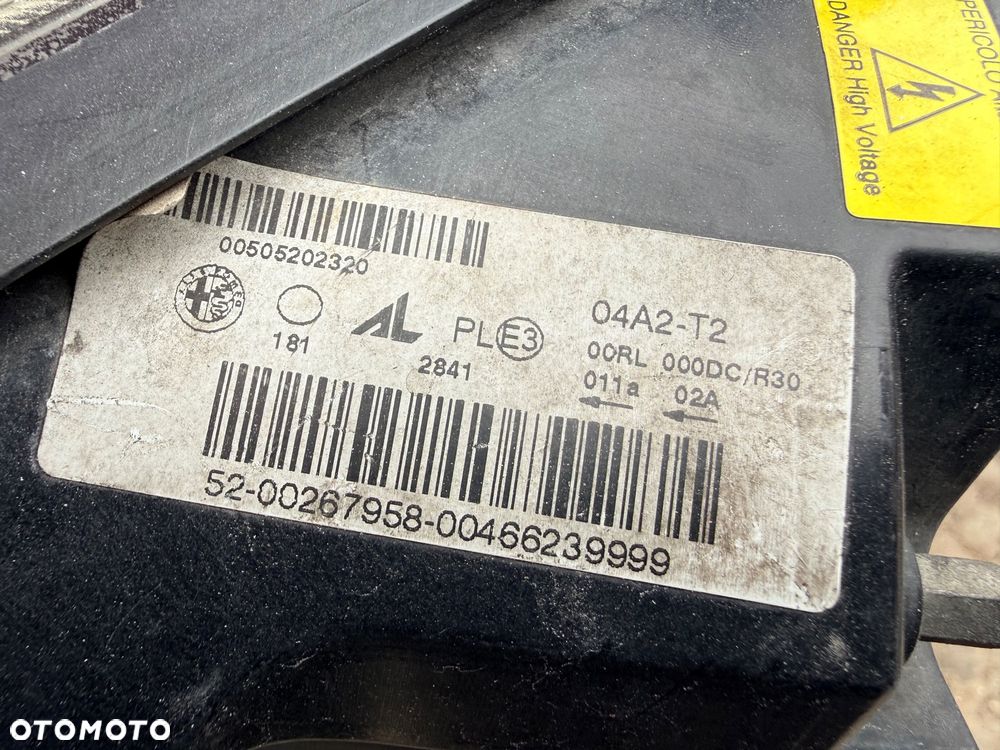 PERICOLO
DANGER High Voltage
00505202320
181
AL
2841
PL E3
04A2-T2
00RL 000DC/R30
011a 02A
52-00267958-00466239999
OTOMOTO